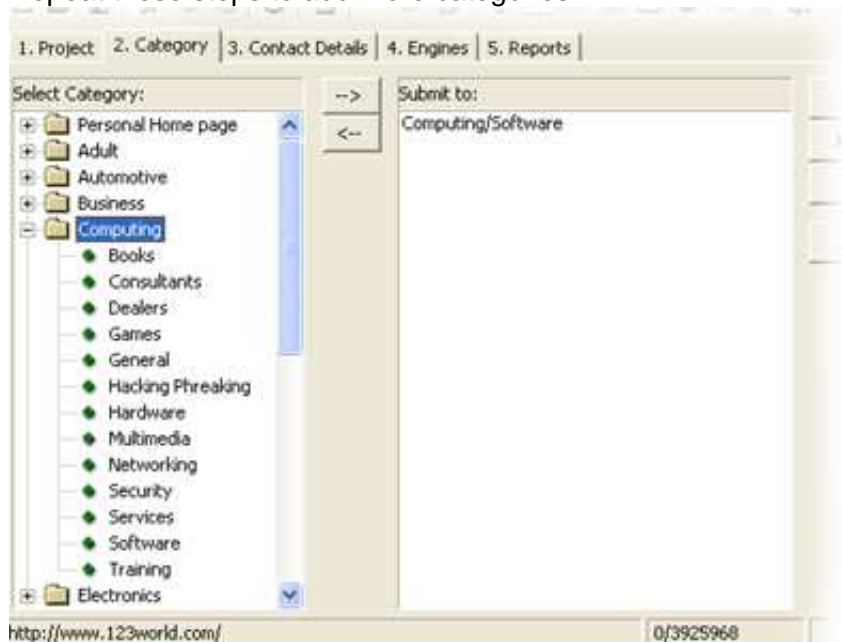 1. Project 2. Category 3. Contact Details 4. Engines 5. Reports
Select Category:
Personal Home page
Adult
Automotive
Business
Computing
Books
Consultants
Dealers
Games
General
Hacking Phreaking
Hardware
Multimedia
Networking
Security
Services
Software
Training
Electronics
-->
<--
Submit to:
Computing/Software
http://www.123world.com/ 0/3925968